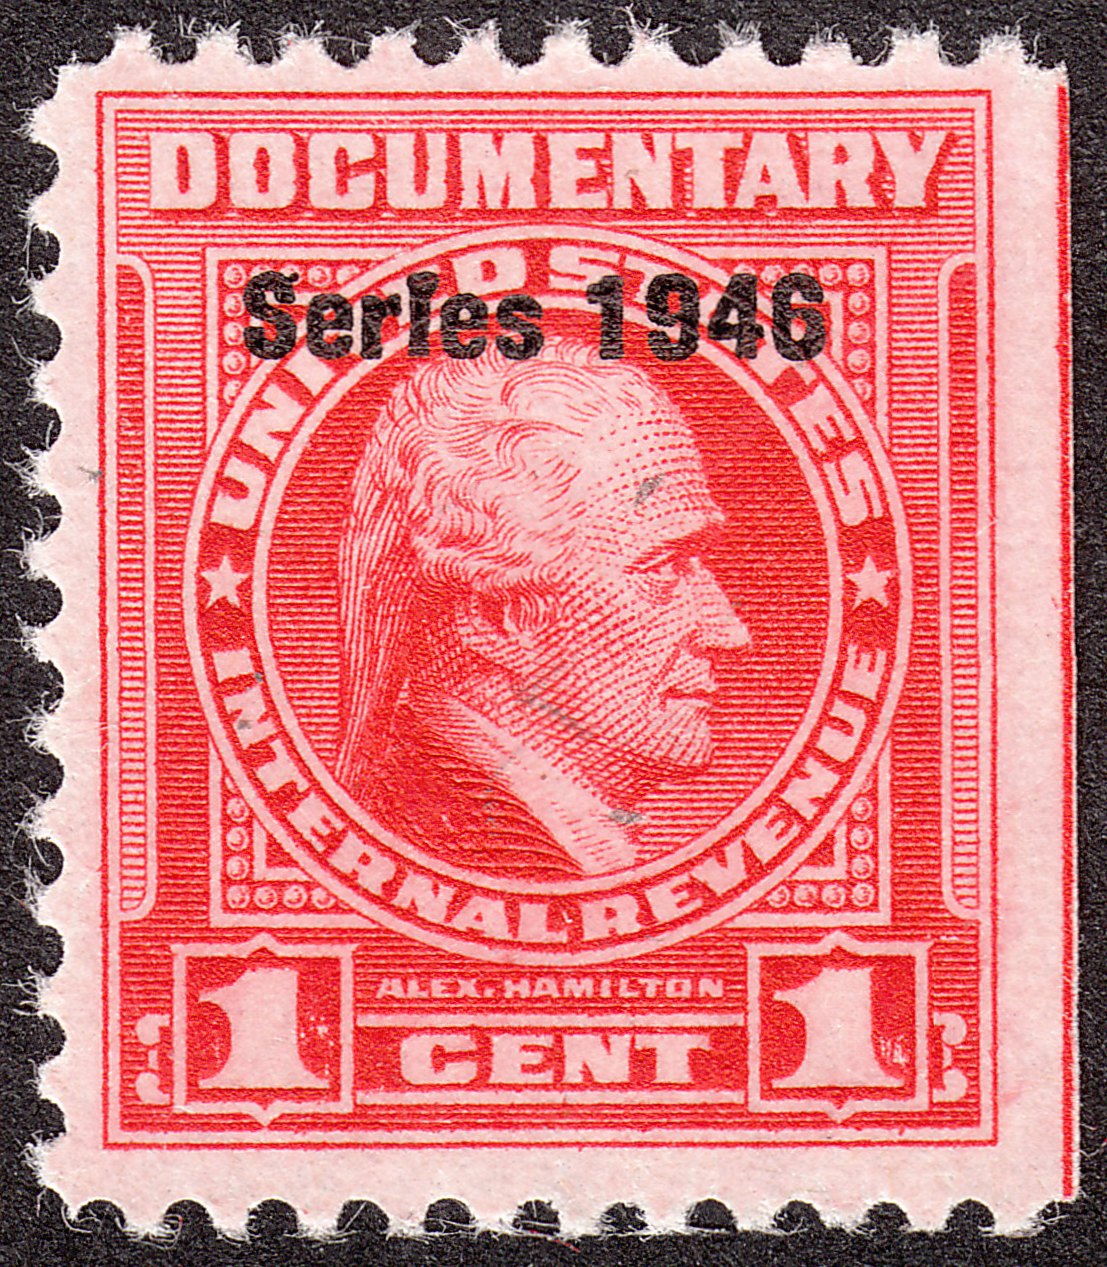 DOCUMENTARY
Series 1946
UNITED STATES
INTERNAL REVENUE
ALEX. HAMILTON
1 CENT 1